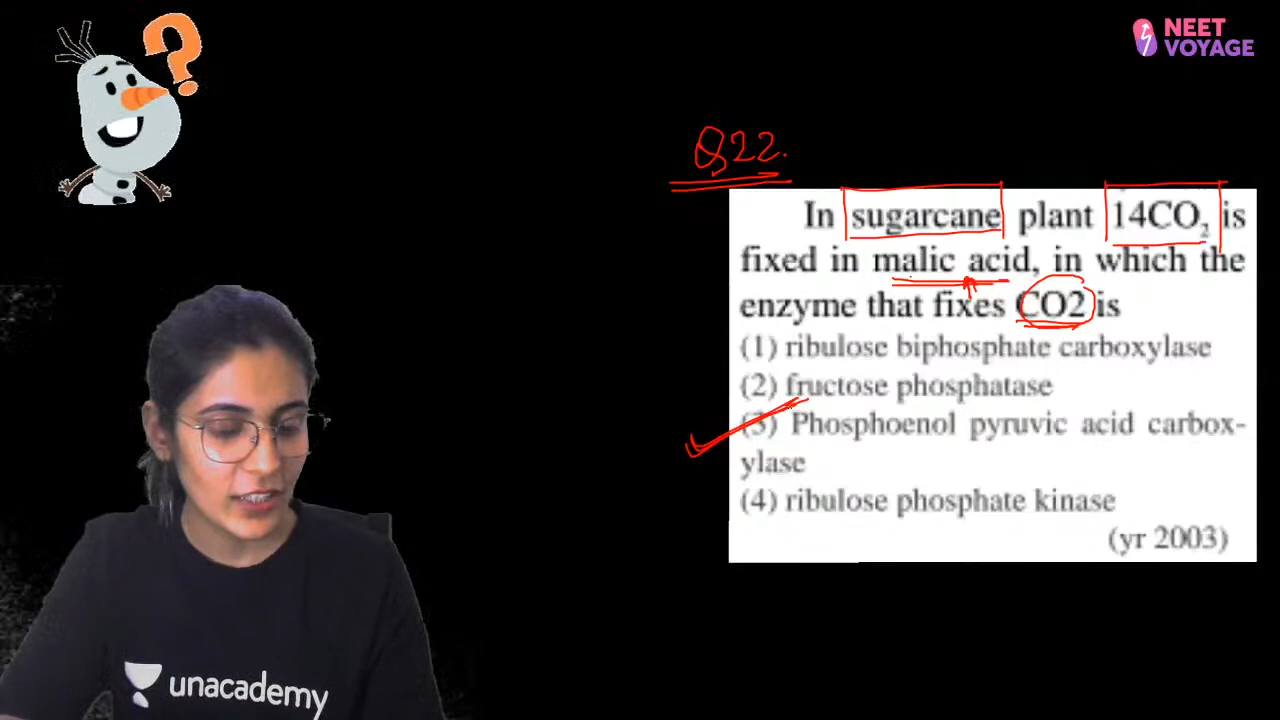 ?
NEET
VOYAGE
Q22.
In sugarcane plant 14CO₂ is
fixed in malic acid, in which the
enzyme that fixes CO2 is
(1) ribulose biphosphate carboxylase
(2) fructose phosphatase
(3) Phosphoenol pyruvic acid carbox-
ylase
(4) ribulose phosphate kinase
(yr 2003)
unacademy